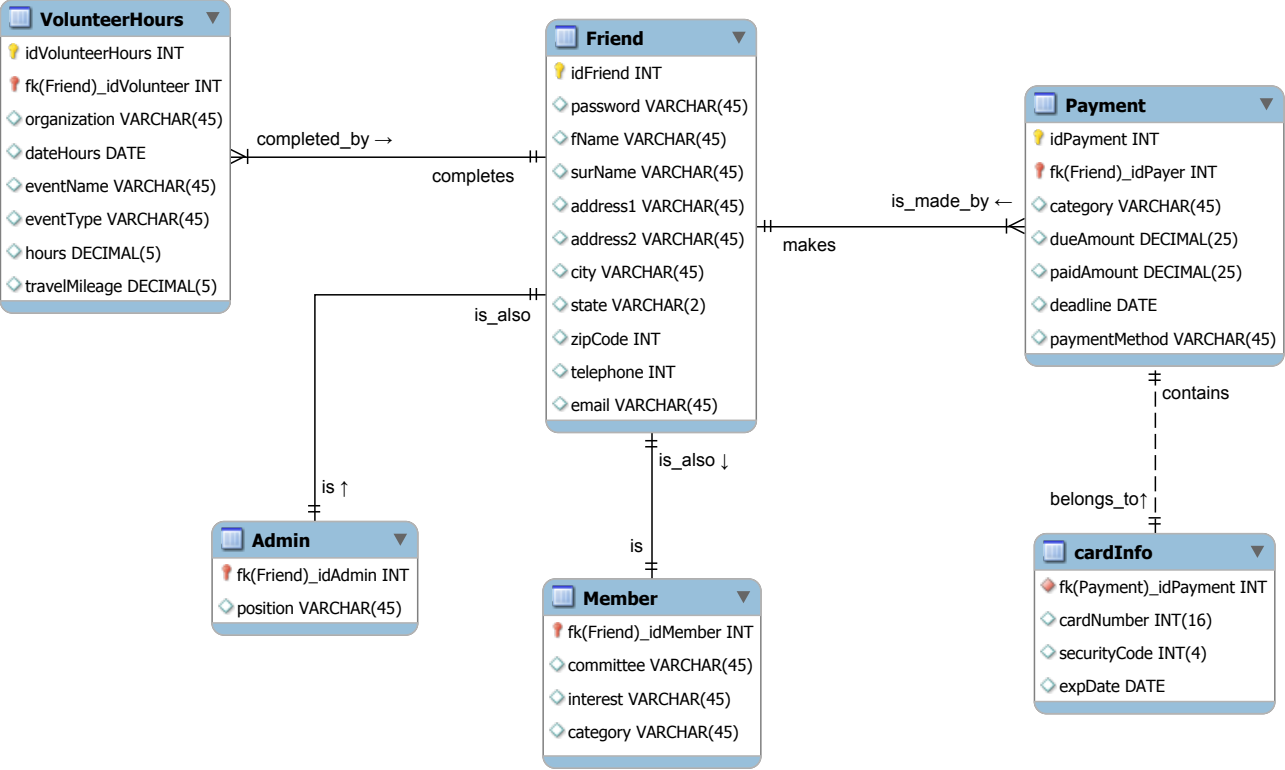 VolunteerHours
idVolunteerHours INT
fk(Friend)_idVolunteer INT
organization VARCHAR(45)
dateHours DATE
eventName VARCHAR(45)
eventType VARCHAR(45)
hours DECIMAL(5)
travelMileage DECIMAL(5)
completed_by →
completes
Friend
idFriend INT
password VARCHAR(45)
fName VARCHAR(45)
surName VARCHAR(45)
address1 VARCHAR(45)
address2 VARCHAR(45)
city VARCHAR(45)
state VARCHAR(2)
zipCode INT
telephone INT
email VARCHAR(45)
is_made_by ←
makes
Payment
idPayment INT
fk(Friend)_idPayer INT
category VARCHAR(45)
dueAmount DECIMAL(25)
paidAmount DECIMAL(25)
deadline DATE
paymentMethod VARCHAR(45)
is_also
is ↑
Admin
fk(Friend)_idAdmin INT
position VARCHAR(45)
is_also ↓
is
Member
fk(Friend)_idMember INT
committee VARCHAR(45)
interest VARCHAR(45)
category VARCHAR(45)
contains
belongs_to↑
cardInfo
fk(Payment)_idPayment INT
cardNumber INT(16)
securityCode INT(4)
expDate DATE